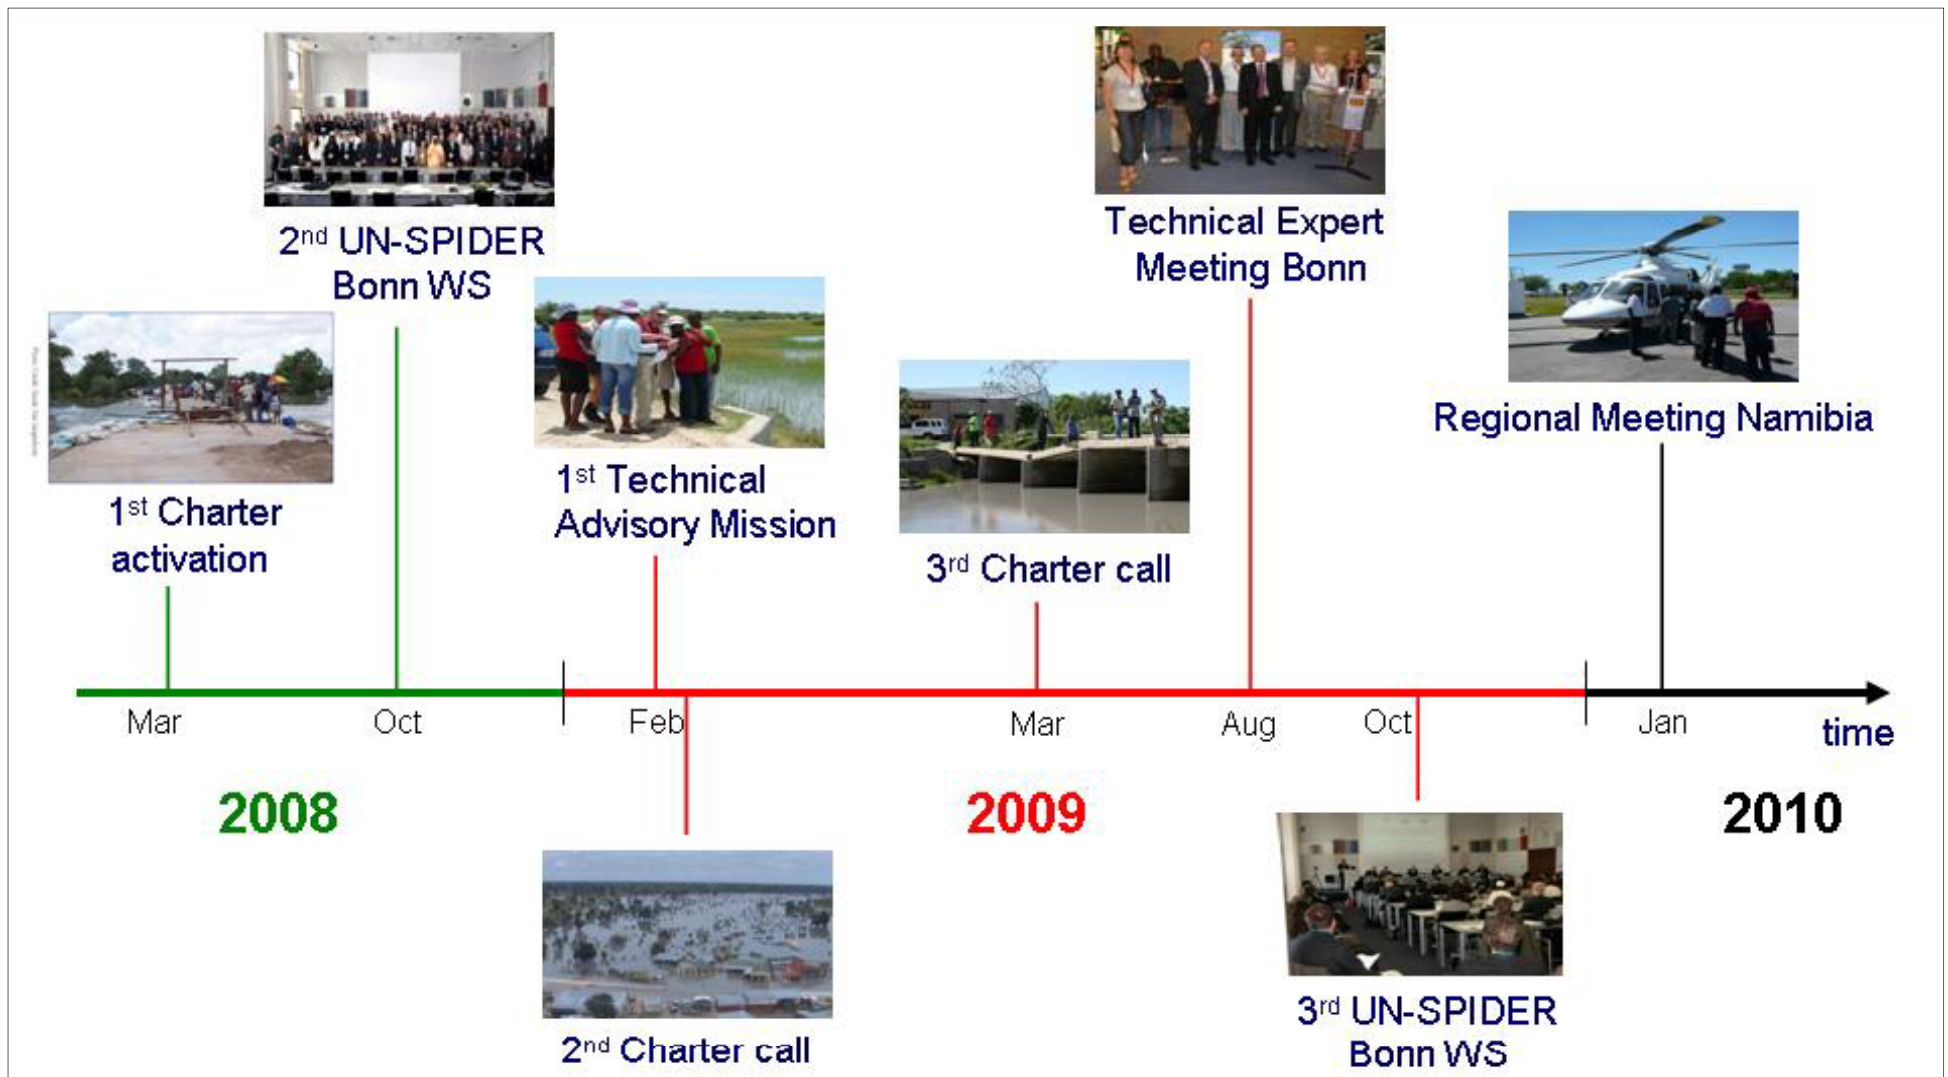 2nd UN-SPIDER
Bonn WS
1st Charter
activation
1st Technical
Advisory Mission
3rd Charter call
Technical Expert
Meeting Bonn
Regional Meeting Namibia
Mar
Oct
Feb
Mar
Aug
Oct
Jan
time
2008
2009
2010
2nd Charter call
3rd UN-SPIDER
Bonn WS